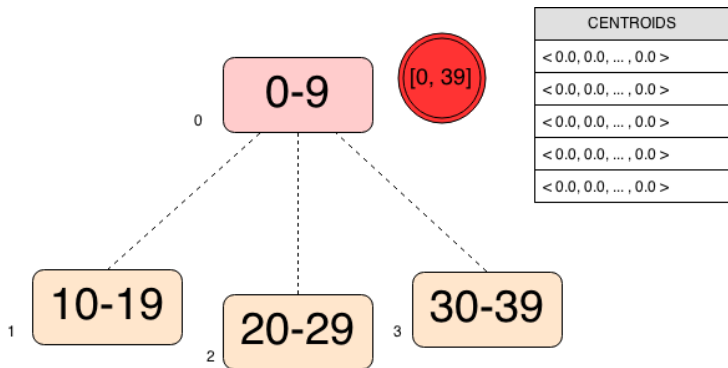 CENTROIDS
< 0.0, 0.0, ... , 0.0 >
< 0.0, 0.0, ... , 0.0 >
< 0.0, 0.0, ... , 0.0 >
< 0.0, 0.0, ... , 0.0 >
< 0.0, 0.0, ... , 0.0 >
0-9
[0, 39]
0
10-19
20-29
30-39
1
2
3